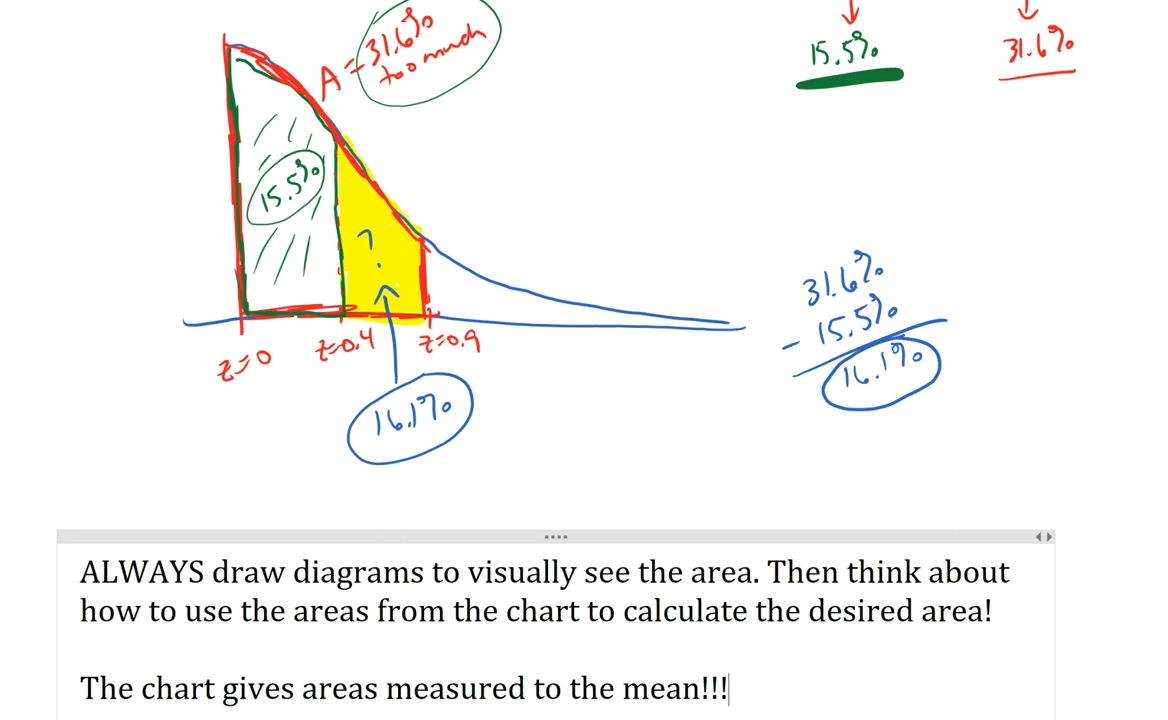 A = 31.6%
too much
15.5%
31.6%
15.5%
?
z=0
z=0.4
z=0.9
16.1%
31.6%
- 15.5%
16.1%
ALWAYS draw diagrams to visually see the area. Then think about
how to use the areas from the chart to calculate the desired area!
The chart gives areas measured to the mean!!!